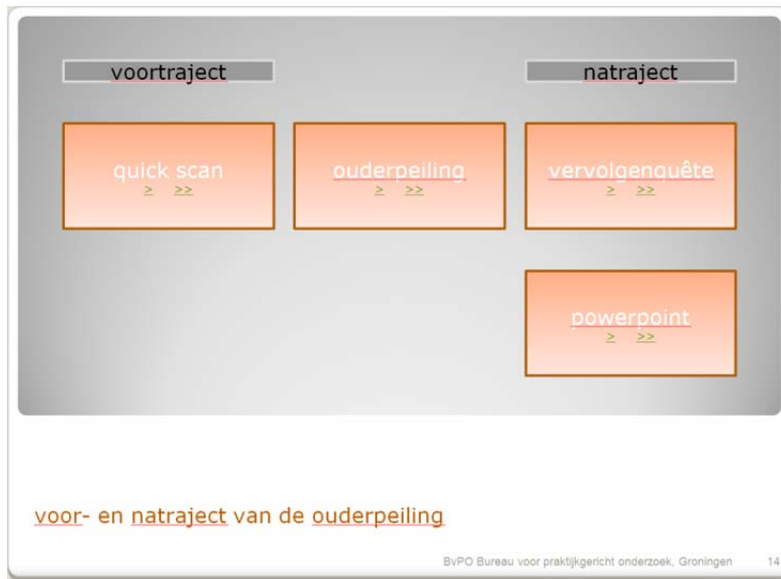 voortraject
natraject
quick scan
> >>
ouderpeiling
> >>
vervolgenquête
> >>
powerpoint
> >>
voor- en natraject van de ouderpeiling
BvPO Bureau voor praktijkgericht onderzoek, Groningen 14